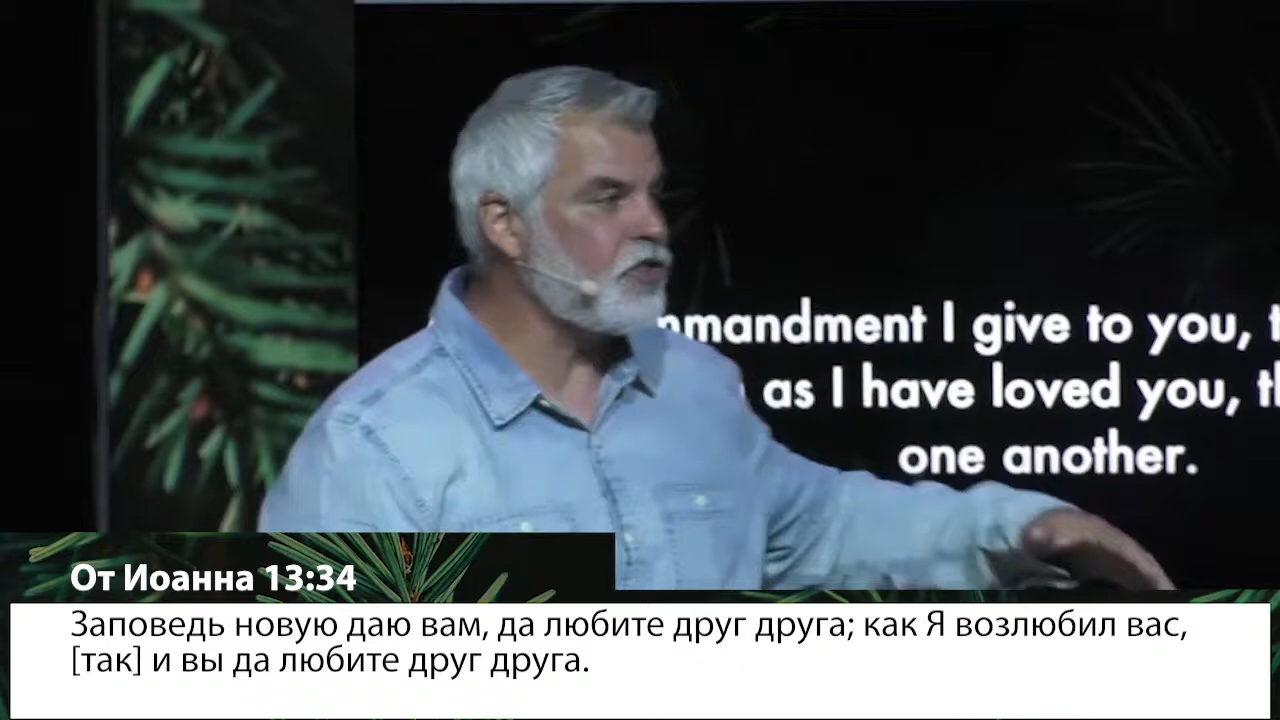 mmandment I give to you, t
as I have loved you, th
one another.
От Иоанна 13:34
Заповедь новую даю вам, да любите друг друга; как Я возлюбил вас,
[так] и вы да любите друг друга.